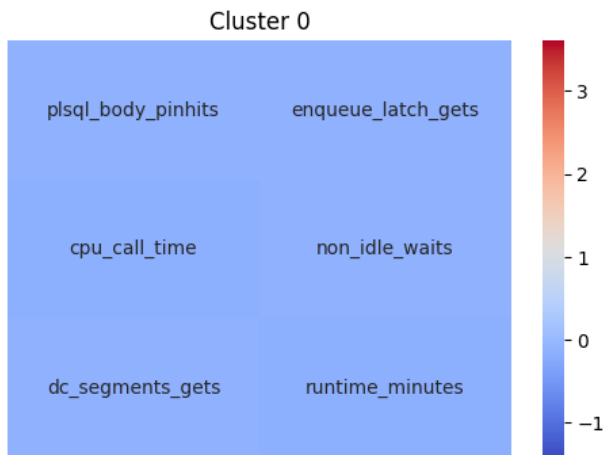 Cluster 0
plsql_body_pinhits enqueue_latch_gets
cpu_call_time non_idle_waits
dc_segments_gets runtime_minutes
3
2
1
0
−1